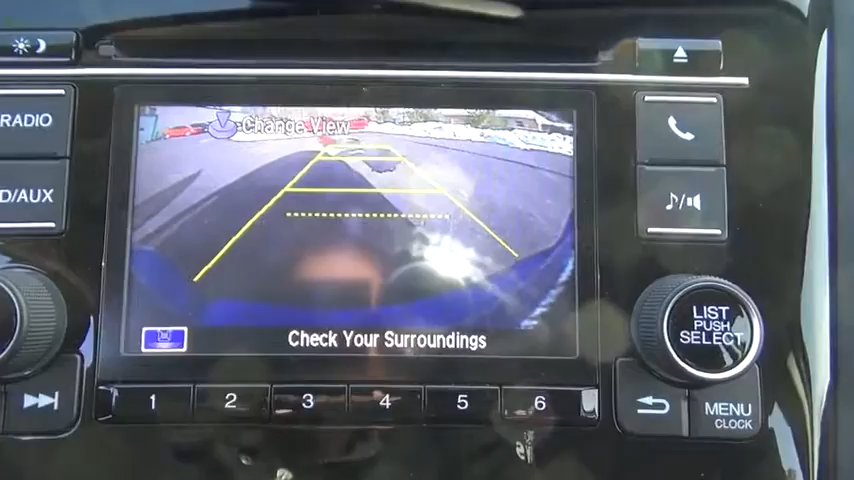 RADIO
D/AUX
Change View
Check Your Surroundings
1 2 3 4 5 6
LIST
PUSH
SELECT
MENU
CLOCK